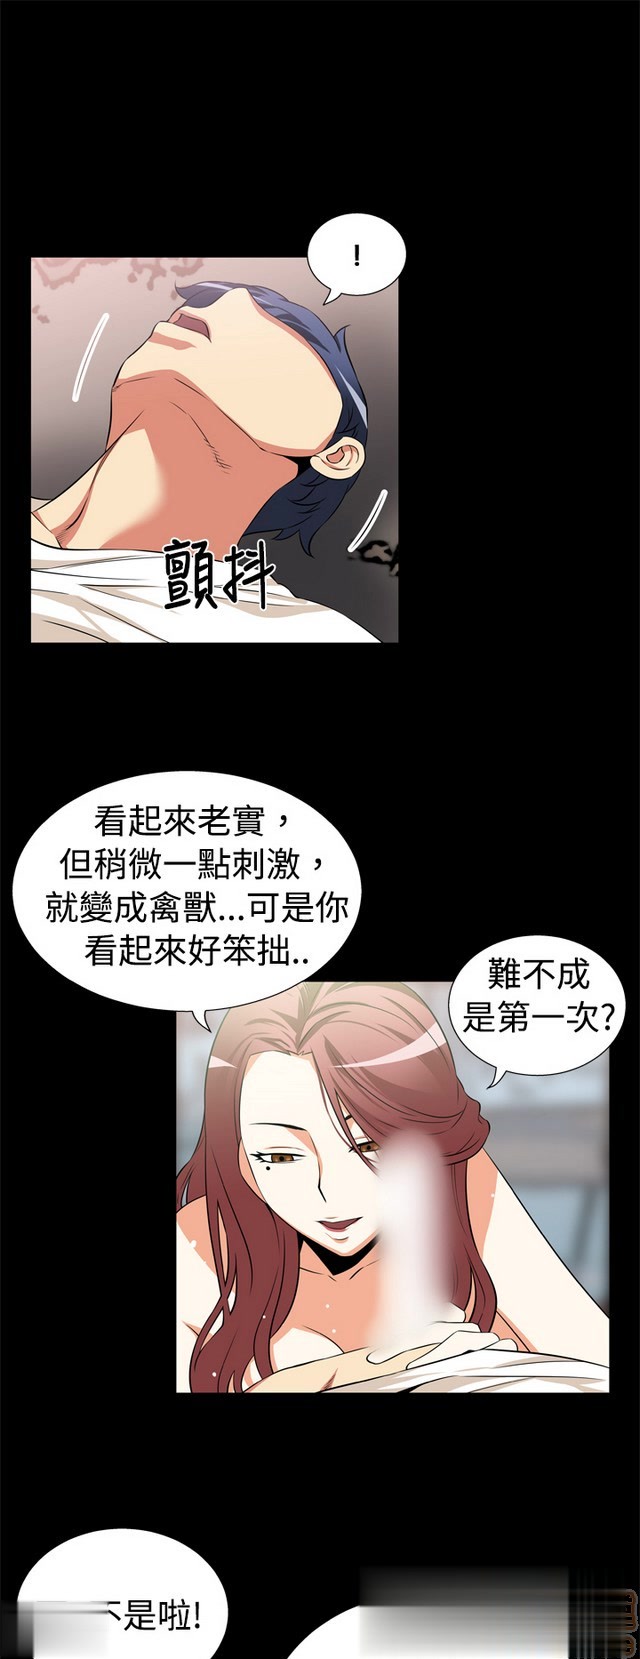 !
顫抖
看起來老實，
但稍微一點刺激，
就變成禽獸...可是你
看起來好笨拙..
難不成
是第一次?
不是啦!